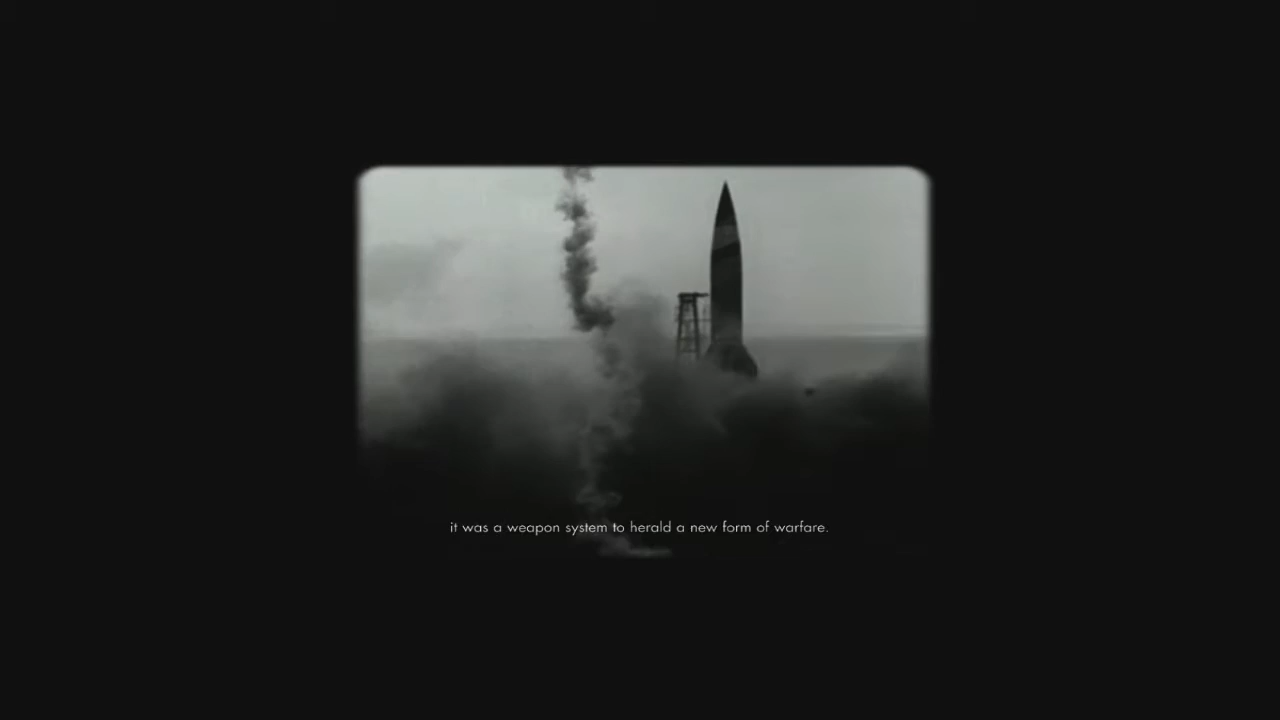 it was a weapon system to herald a new form of warfare.